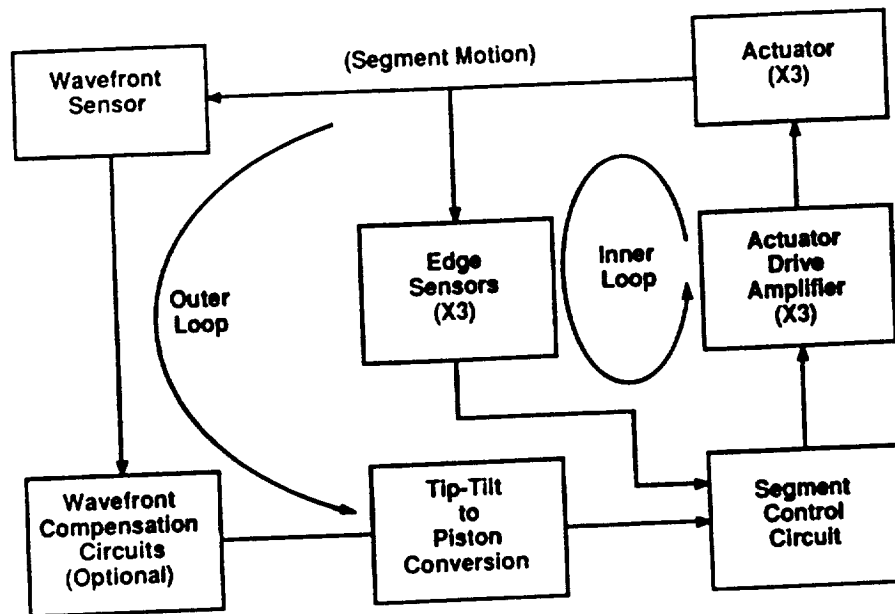 Wavefront
Sensor
(Segment Motion)
Actuator
(X3)
Outer
Loop
Edge
Sensors
(X3)
Inner
Loop
Actuator
Drive
Amplifier
(X3)
Wavefront
Compensation
Circuits
(Optional)
Tip-Tilt
to
Piston
Conversion
Segment
Control
Circuit